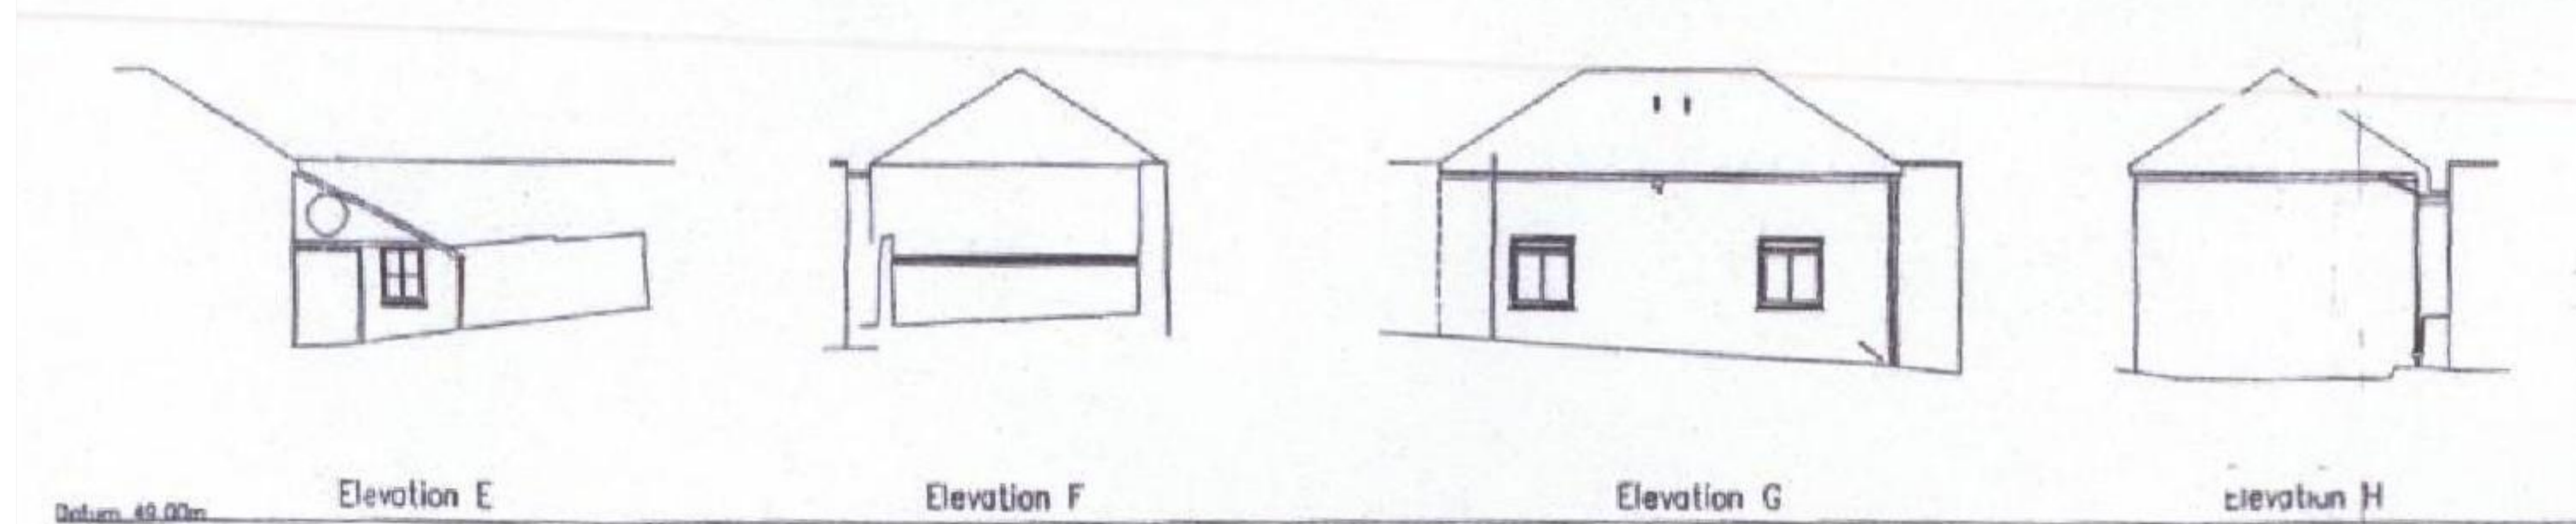 Elevation E
Elevation F
Elevation G
Elevation H
Datum 49.00m